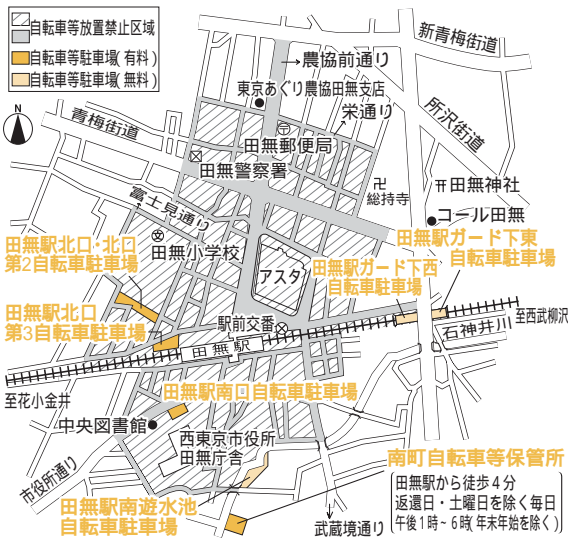 自転車等放置禁止区域
自転車等駐車場(有料)
自転車等駐車場(無料)
N
新青梅街道
→農協前通り
東京あぐり農協田無支店
栄通り
所沢街道
青梅街道
田無郵便局
田無警察署
卍
総持寺
田無神社
富士見通り
コール田無
文
田無小学校
田無駅北口・北口
第2自転車駐車場
アスタ
田無駅ガード下東
自転車駐車場
田無駅ガード下西
自転車駐車場
田無駅北口
第3自転車駐車場
駅前交番
至西武柳沢
田無駅
石神井川
至花小金井
田無駅南口自転車駐車場
中央図書館
西東京市役所
田無庁舎
市役所通り
南町自転車等保管所
田無駅から徒歩4分
返還日・土曜日を除く毎日
午後1時~6時(年末年始を除く)
田無駅南遊水池
自転車駐車場
武蔵境通り